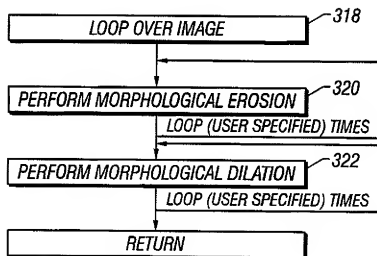 LOOP OVER IMAGE
318
PERFORM MORPHOLOGICAL EROSION
320
LOOP (USER SPECIFIED) TIMES
PERFORM MORPHOLOGICAL DILATION
322
LOOP (USER SPECIFIED) TIMES
RETURN